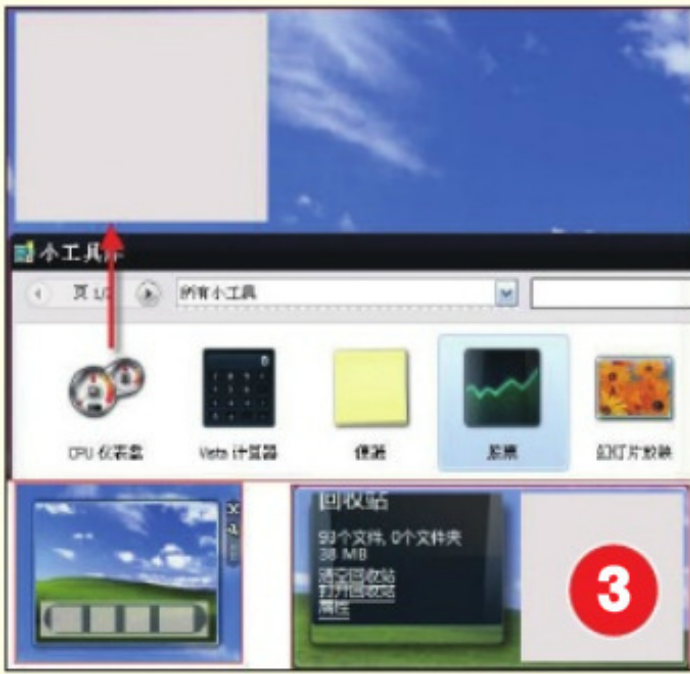 小工具库
页 1/2
所有小工具
CPU 仪表盘
Vista 计算器
便笺
股票
幻灯片放映
回收站
93个文件, 0个文件夹
38 MB
清空回收站
打开回收站
属性
3